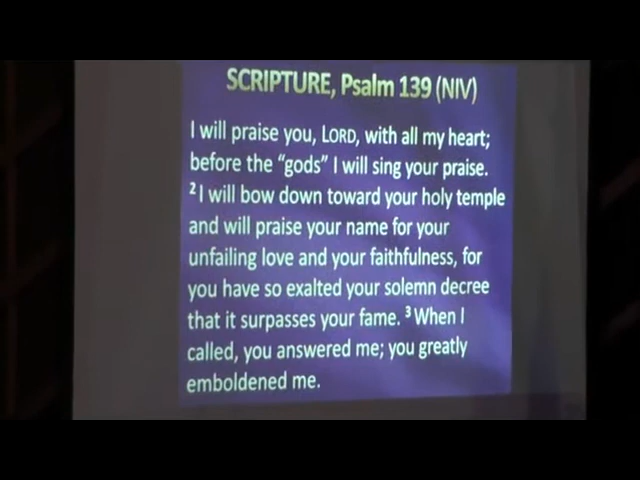 SCRIPTURE, Psalm 139 (NIV)
I will praise you, LORD, with all my heart;
before the “gods” I will sing your praise.
2 I will bow down toward your holy temple
and will praise your name for your
unfailing love and your faithfulness, for
you have so exalted your solemn decree
that it surpasses your fame. 3 When I
called, you answered me; you greatly
emboldened me.